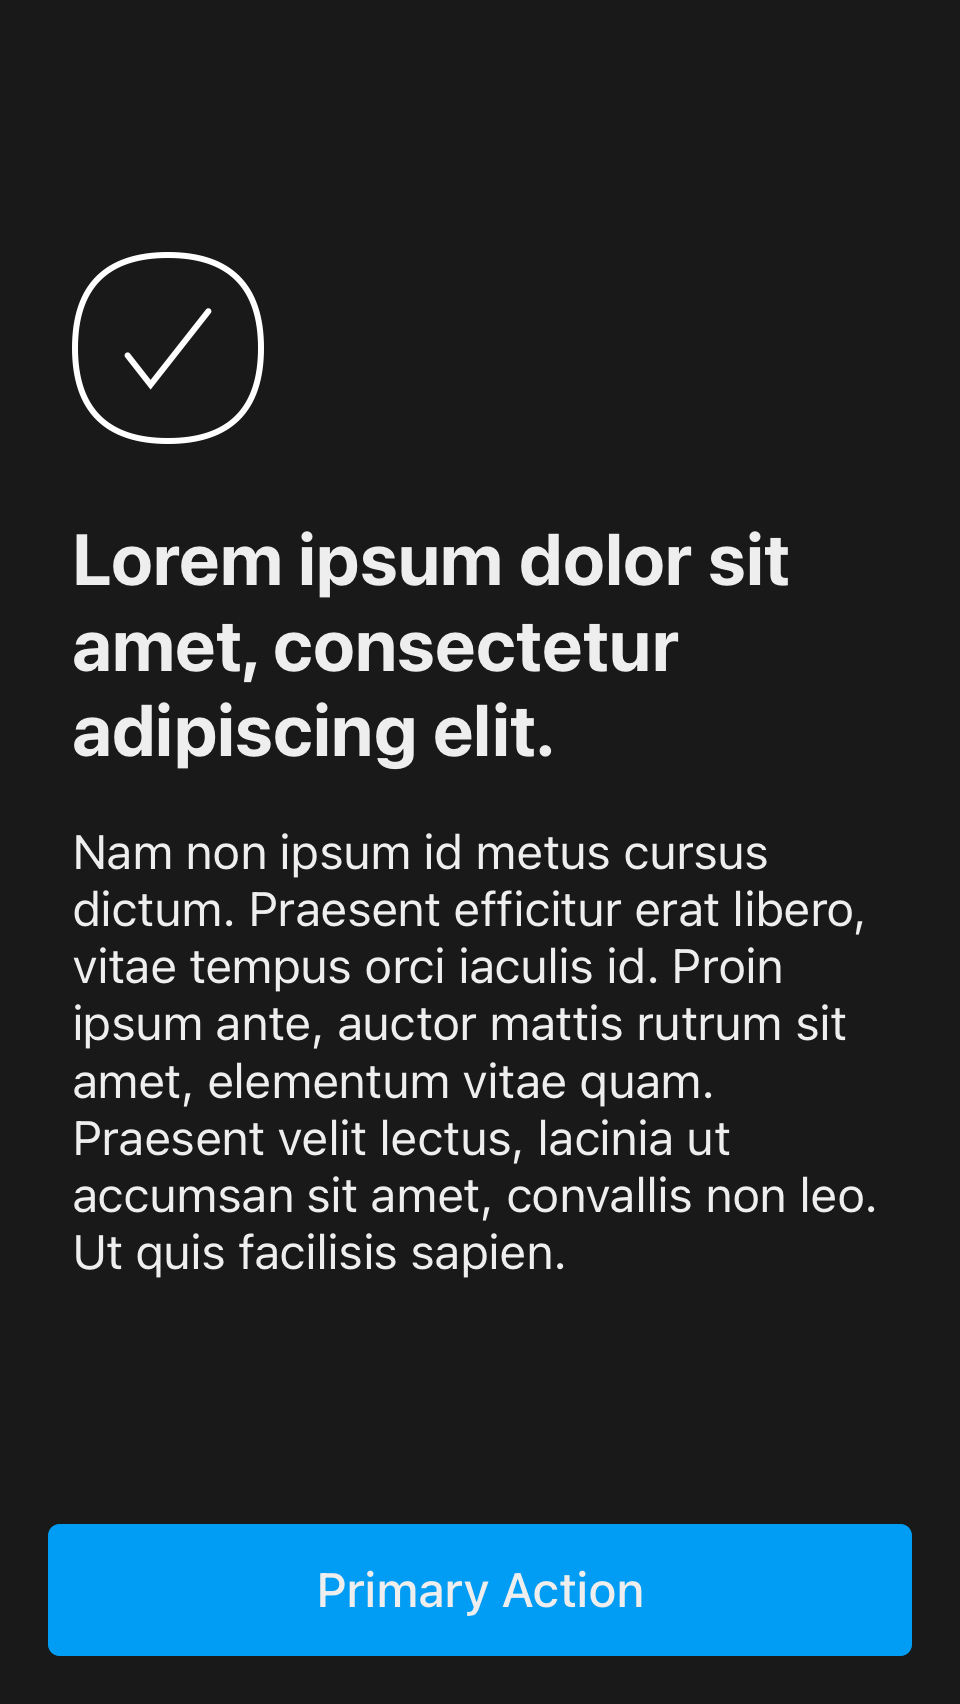 Lorem ipsum dolor sit
amet, consectetur
adipiscing elit.
Nam non ipsum id metus cursus
dictum. Praesent efficitur erat libero,
vitae tempus orci iaculis id. Proin
ipsum ante, auctor mattis rutrum sit
amet, elementum vitae quam.
Praesent velit lectus, lacinia ut
accumsan sit amet, convallis non leo.
Ut quis facilisis sapien.
Primary Action